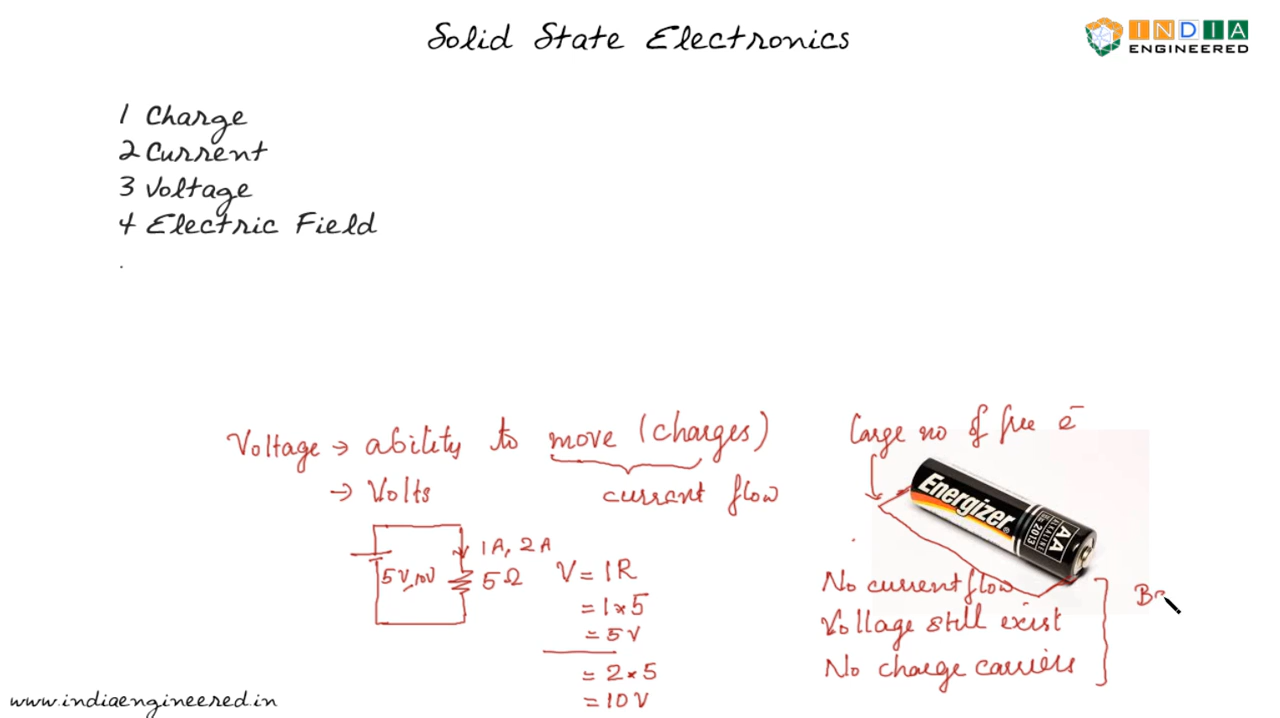 Solid State Electronics
INDIA
ENGINEERED
1 Charge
2 Current
3 Voltage
4 Electric Field
Voltage → ability to move (charges)
→ Volts
current flow
1A, 2A
5V, 10V
5Ω
V = IR
= 1 × 5
= 5V
= 2 × 5
= 10V
Large no of free e⁻
Energizer
AA
ALKALINE
2013
No current flow
Voltage still exist
No charge carriers
www.indiaengineered.in